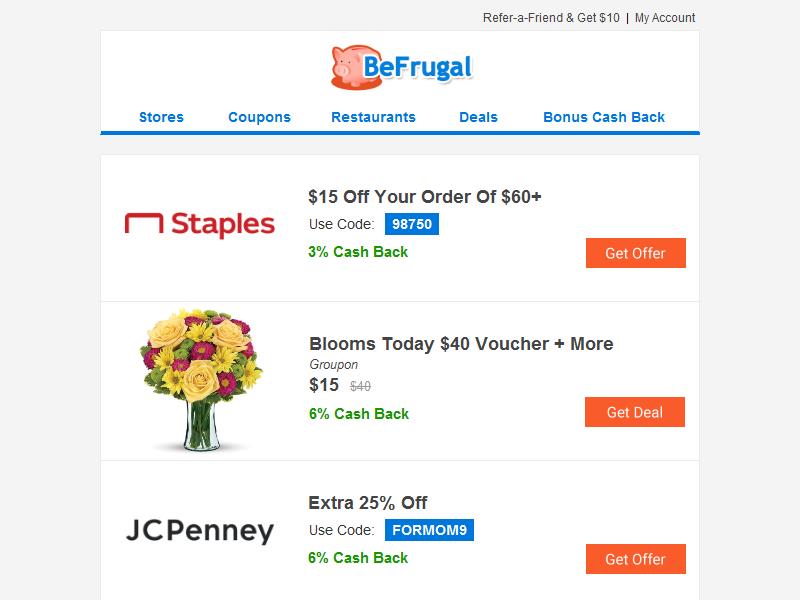 Refer-a-Friend & Get $10 | My Account
BeFrugal
Stores Coupons Restaurants Deals Bonus Cash Back
Staples
$15 Off Your Order Of $60+
Use Code: 98750
3% Cash Back
Get Offer
Blooms Today $40 Voucher + More
Groupon
$15 $40
6% Cash Back
Get Deal
JCPenney
Extra 25% Off
Use Code: FORMOM9
6% Cash Back
Get Offer